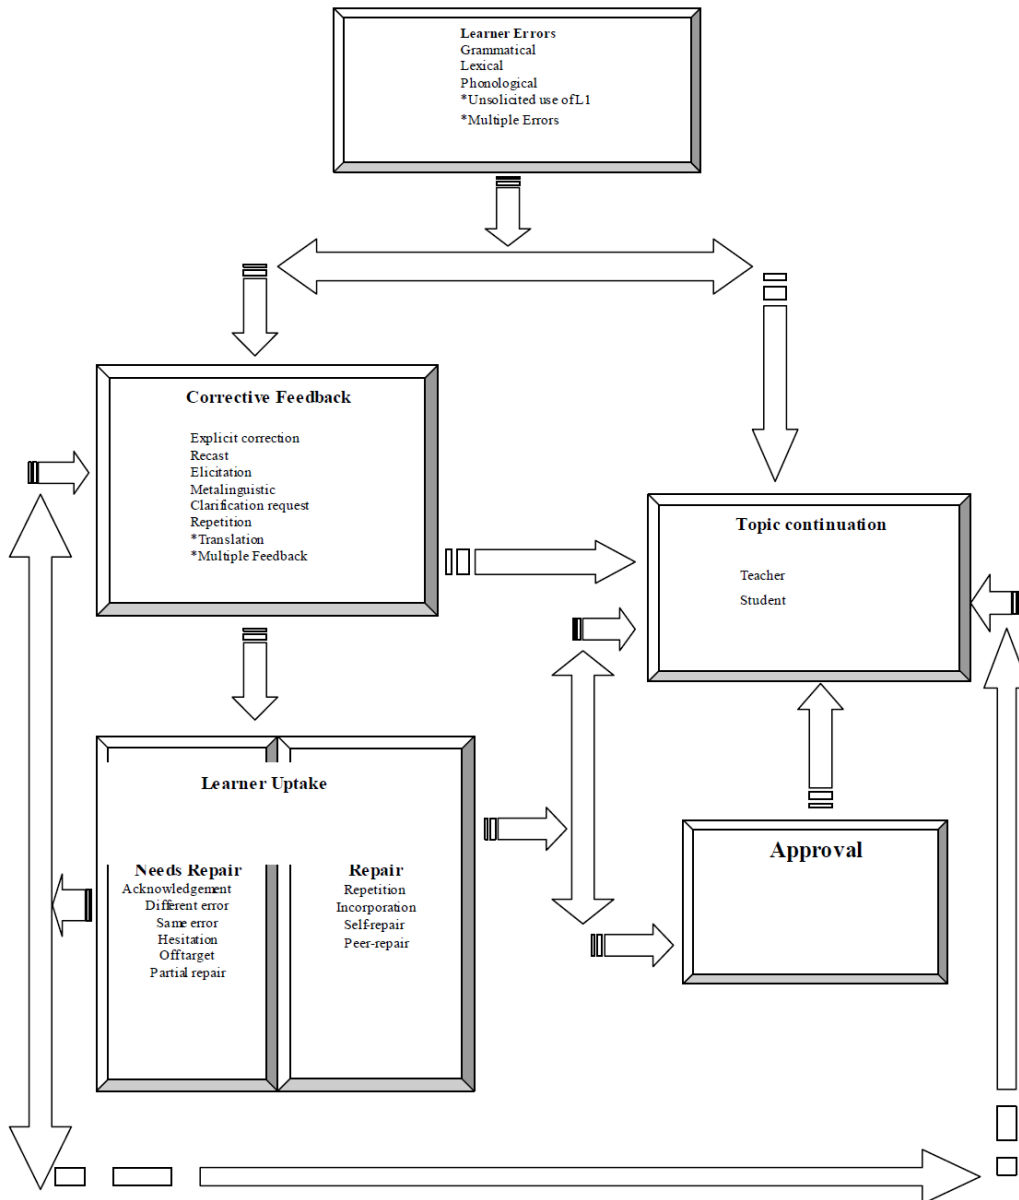 Learner Errors
Grammatical
Lexical
Phonological
*Unsolicited use of L1
*Multiple Errors
Corrective Feedback
Explicit correction
Recast
Elicitation
Metalinguistic
Clarification request
Repetition
*Translation
*Multiple Feedback
Topic continuation
Teacher
Student
Learner Uptake
Needs Repair
Acknowledgement
Different error
Same error
Hesitation
Off target
Partial repair
Repair
Repetition
Incorporation
Self-repair
Peer-repair
Approval